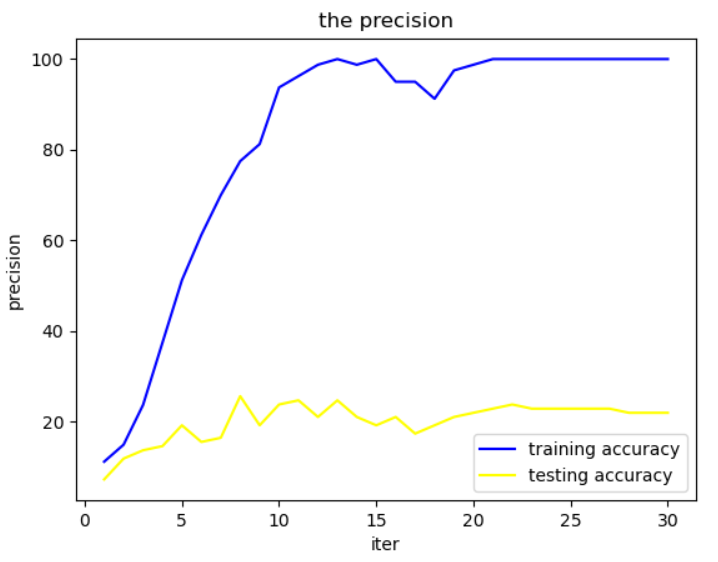 the precision
100
80
60
40
20
precision
0
5
10
15
20
25
30
iter
training accuracy
testing accuracy